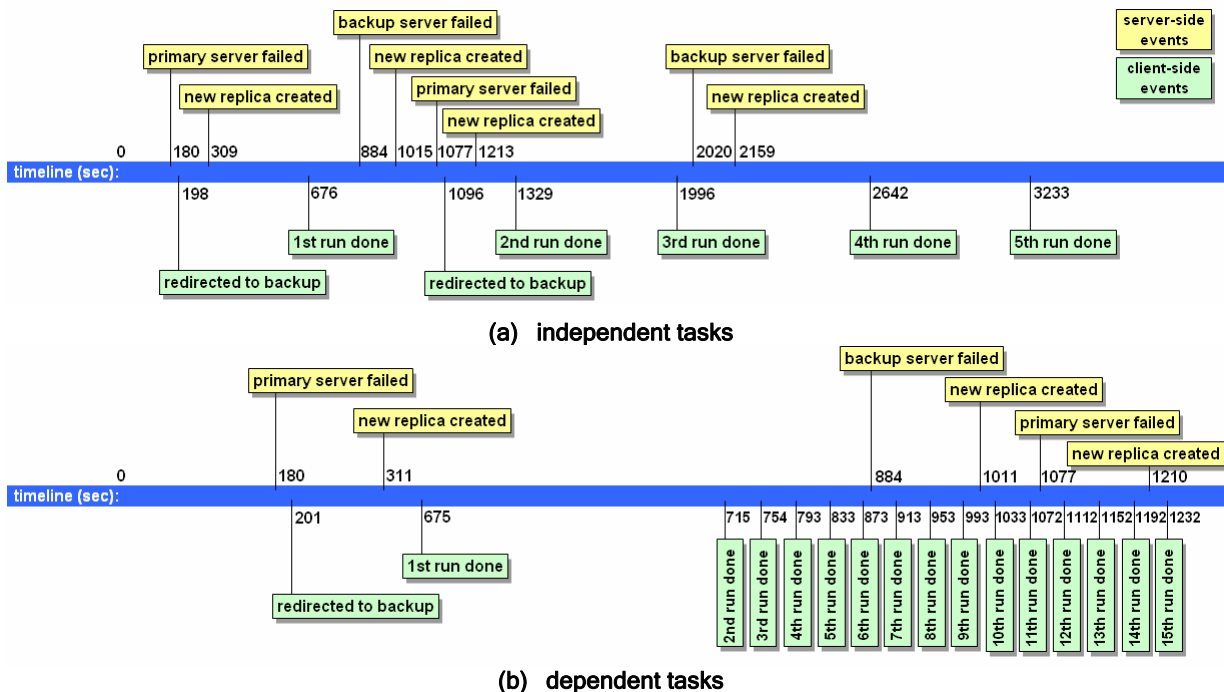 backup server failed
server-side
events
primary server failed
new replica created
backup server failed
client-side
events
new replica created
primary server failed
new replica created
new replica created
0
180
309
884
1015
1077
1213
2020
2159
timeline (sec):
198
676
1096
1329
1996
2642
3233
1st run done
2nd run done
3rd run done
4th run done
5th run done
redirected to backup
redirected to backup
(a) independent tasks
backup server failed
primary server failed
new replica created
new replica created
primary server failed
new replica created
0
180
311
884
1011
1077
1210
timeline (sec):
201
675
715
754
793
833
873
913
953
993
1033
1072
1112
1152
1192
1232
1st run done
redirected to backup
2nd run done
3rd run done
4th run done
5th run done
6th run done
7th run done
8th run done
9th run done
10th run done
11th run done
12th run done
13th run done
14th run done
15th run done
(b) dependent tasks